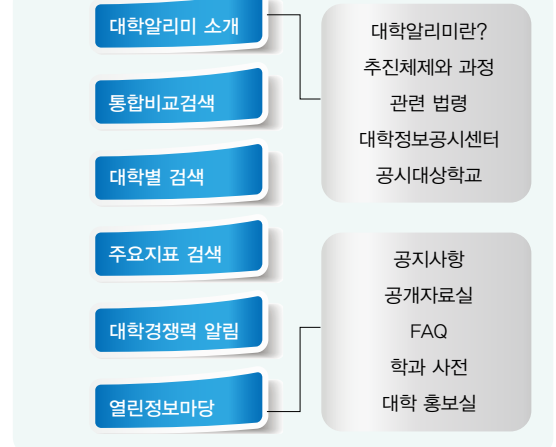 대학알리미 소개
통합비교검색
대학별 검색
주요지표 검색
대학경쟁력 알림
열린정보마당
대학알리미란?
추진체제와 과정
관련 법령
대학정보공시센터
공시대상학교
공지사항
공개자료실
FAQ
학과 사전
대학 홍보실